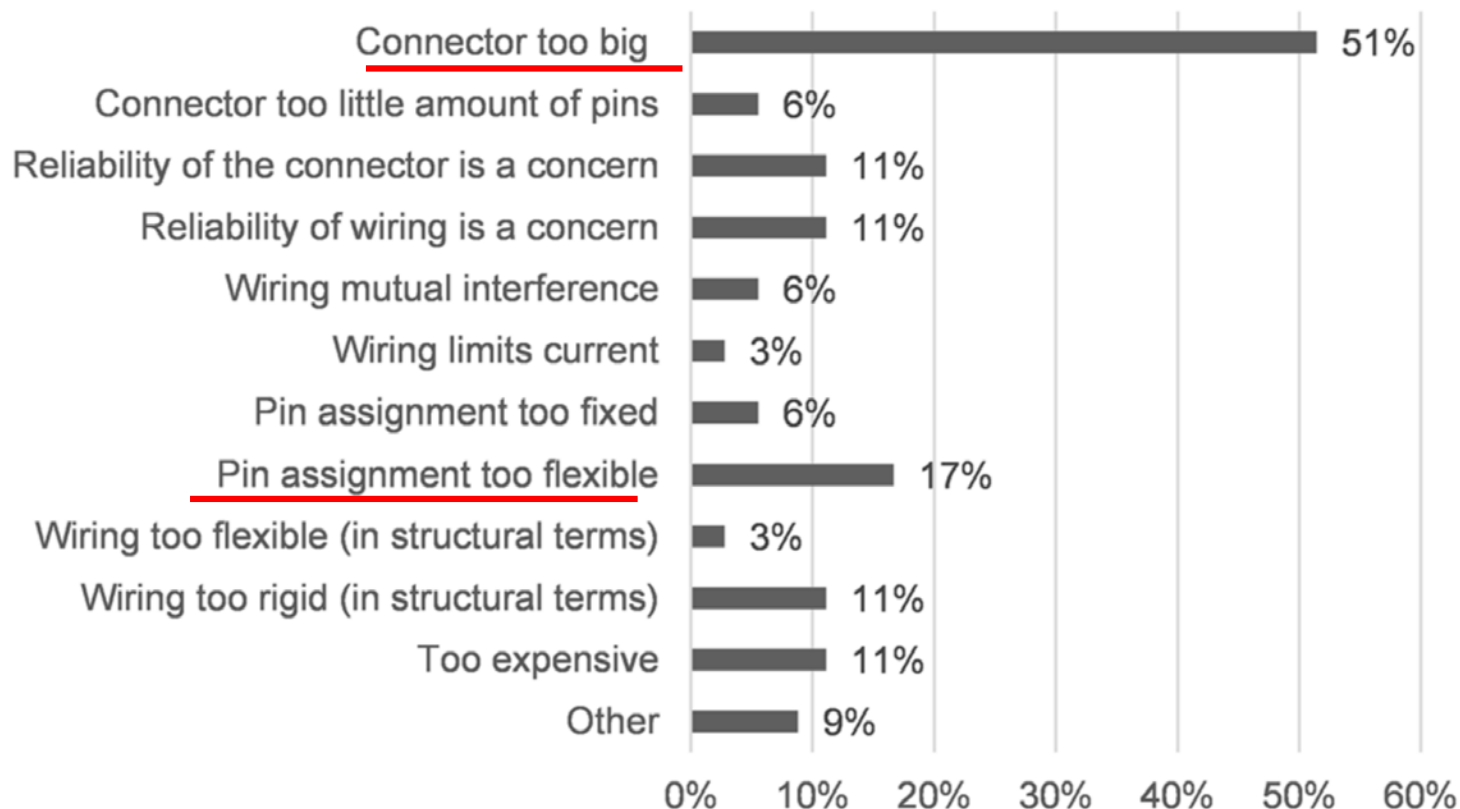 Connector too big 51%
Connector too little amount of pins 6%
Reliability of the connector is a concern 11%
Reliability of wiring is a concern 11%
Wiring mutual interference 6%
Wiring limits current 3%
Pin assignment too fixed 6%
Pin assignment too flexible 17%
Wiring too flexible (in structural terms) 3%
Wiring too rigid (in structural terms) 11%
Too expensive 11%
Other 9%
0% 10% 20% 30% 40% 50% 60%